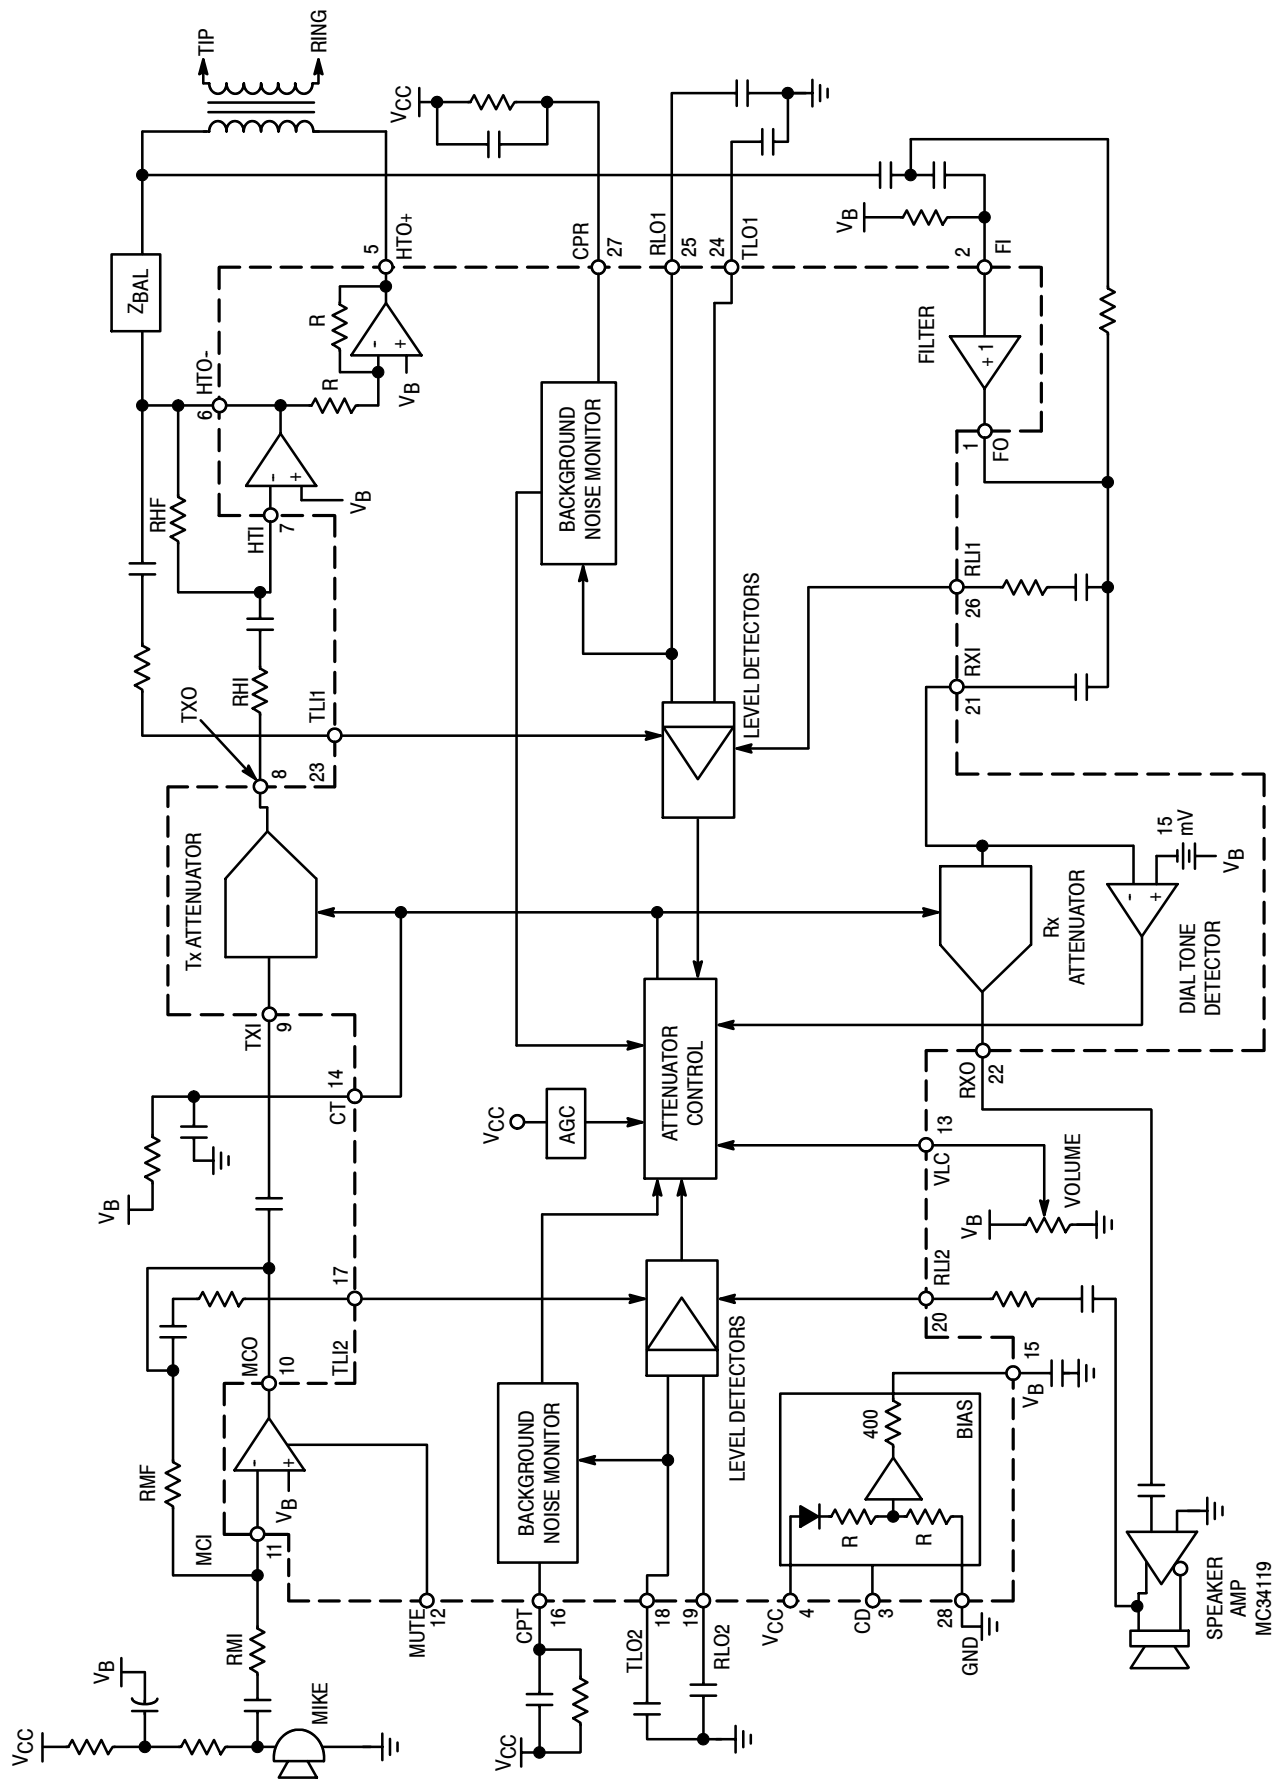 VCC
VB
MIKE
RMI
MCI
11
RMF
-
+
VB
MCO
10
MUTE
12
TLI2
17
VB
CT
14
TXI
9
Tx ATTENUATOR
TXO
8
RHI
TLI1
23
RHF
HTI
7
-
+
VB
6
HTO-
R
R
-
+
VB
5
HTO+
ZBAL
TIP
RING
VCC
CPR
27
RLO1
25
24
TLO1
BACKGROUND
NOISE MONITOR
LEVEL DETECTORS
VCC
AGC
ATTENUATOR
CONTROL
CPT
16
VCC
BACKGROUND
NOISE MONITOR
LEVEL DETECTORS
TLO2
18
19
RLO2
VCC
4
CD
3
28
GND
R
R
400
BIAS
15
VB
RLI2
20
VLC
13
VB
VOLUME
RXO
22
Rx
ATTENUATOR
DIAL TONE
DETECTOR
-
+
15
mV
VB
RXI
21
RLI1
26
1
FO
FILTER
+ 1
2
FI
VB
SPEAKER
AMP
MC34119